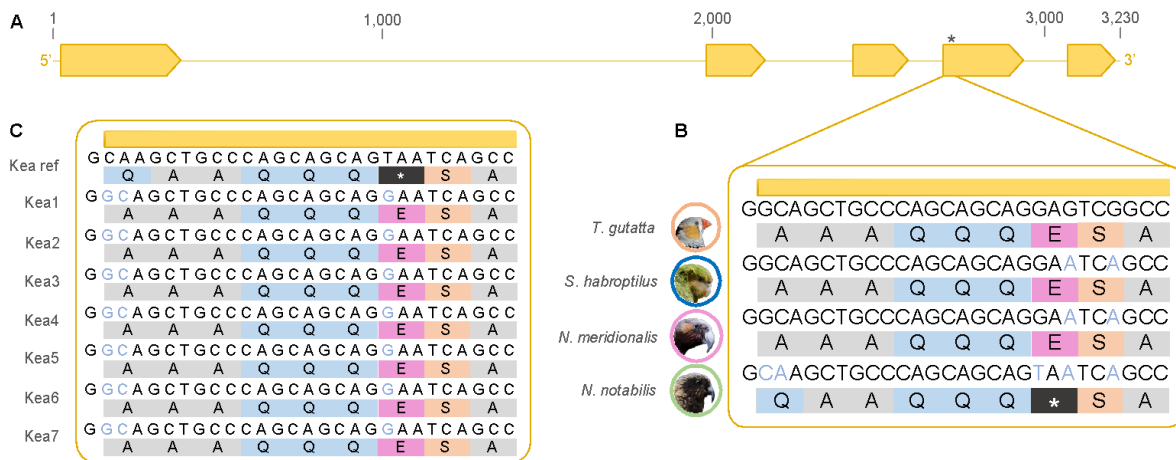 1 1,000 2,000 3,000 3,230
A
5' * 3'
C
Kea ref
GCAAGCTGCCCAGCAGCAGTAATCAGCC
Q A A Q Q Q * S A
Kea1
GGCAGCTGCCCAGCAGCAGGAATCAGCC
A A A Q Q Q E S A
Kea2
GGCAGCTGCCCAGCAGCAGGAATCAGCC
A A A Q Q Q E S A
Kea3
GGCAGCTGCCCAGCAGCAGGAATCAGCC
A A A Q Q Q E S A
Kea4
GGCAGCTGCCCAGCAGCAGGAATCAGCC
A A A Q Q Q E S A
Kea5
GGCAGCTGCCCAGCAGCAGGAATCAGCC
A A A Q Q Q E S A
Kea6
GGCAGCTGCCCAGCAGCAGGAATCAGCC
A A A Q Q Q E S A
Kea7
GGCAGCTGCCCAGCAGCAGGAATCAGCC
A A A Q Q Q E S A
B
T. gutatta
GGCAGCTGCCCAGCAGCAGGAGTCGGCC
A A A Q Q Q E S A
S. habroptilus
GGCAGCTGCCCAGCAGCAGGAATCAGCC
A A A Q Q Q E S A
N. meridionalis
GGCAGCTGCCCAGCAGCAGGAATCAGCC
A A A Q Q Q E S A
N. notabilis
GCAAGCTGCCCAGCAGCAGTAATCAGCC
Q A A Q Q Q * S A